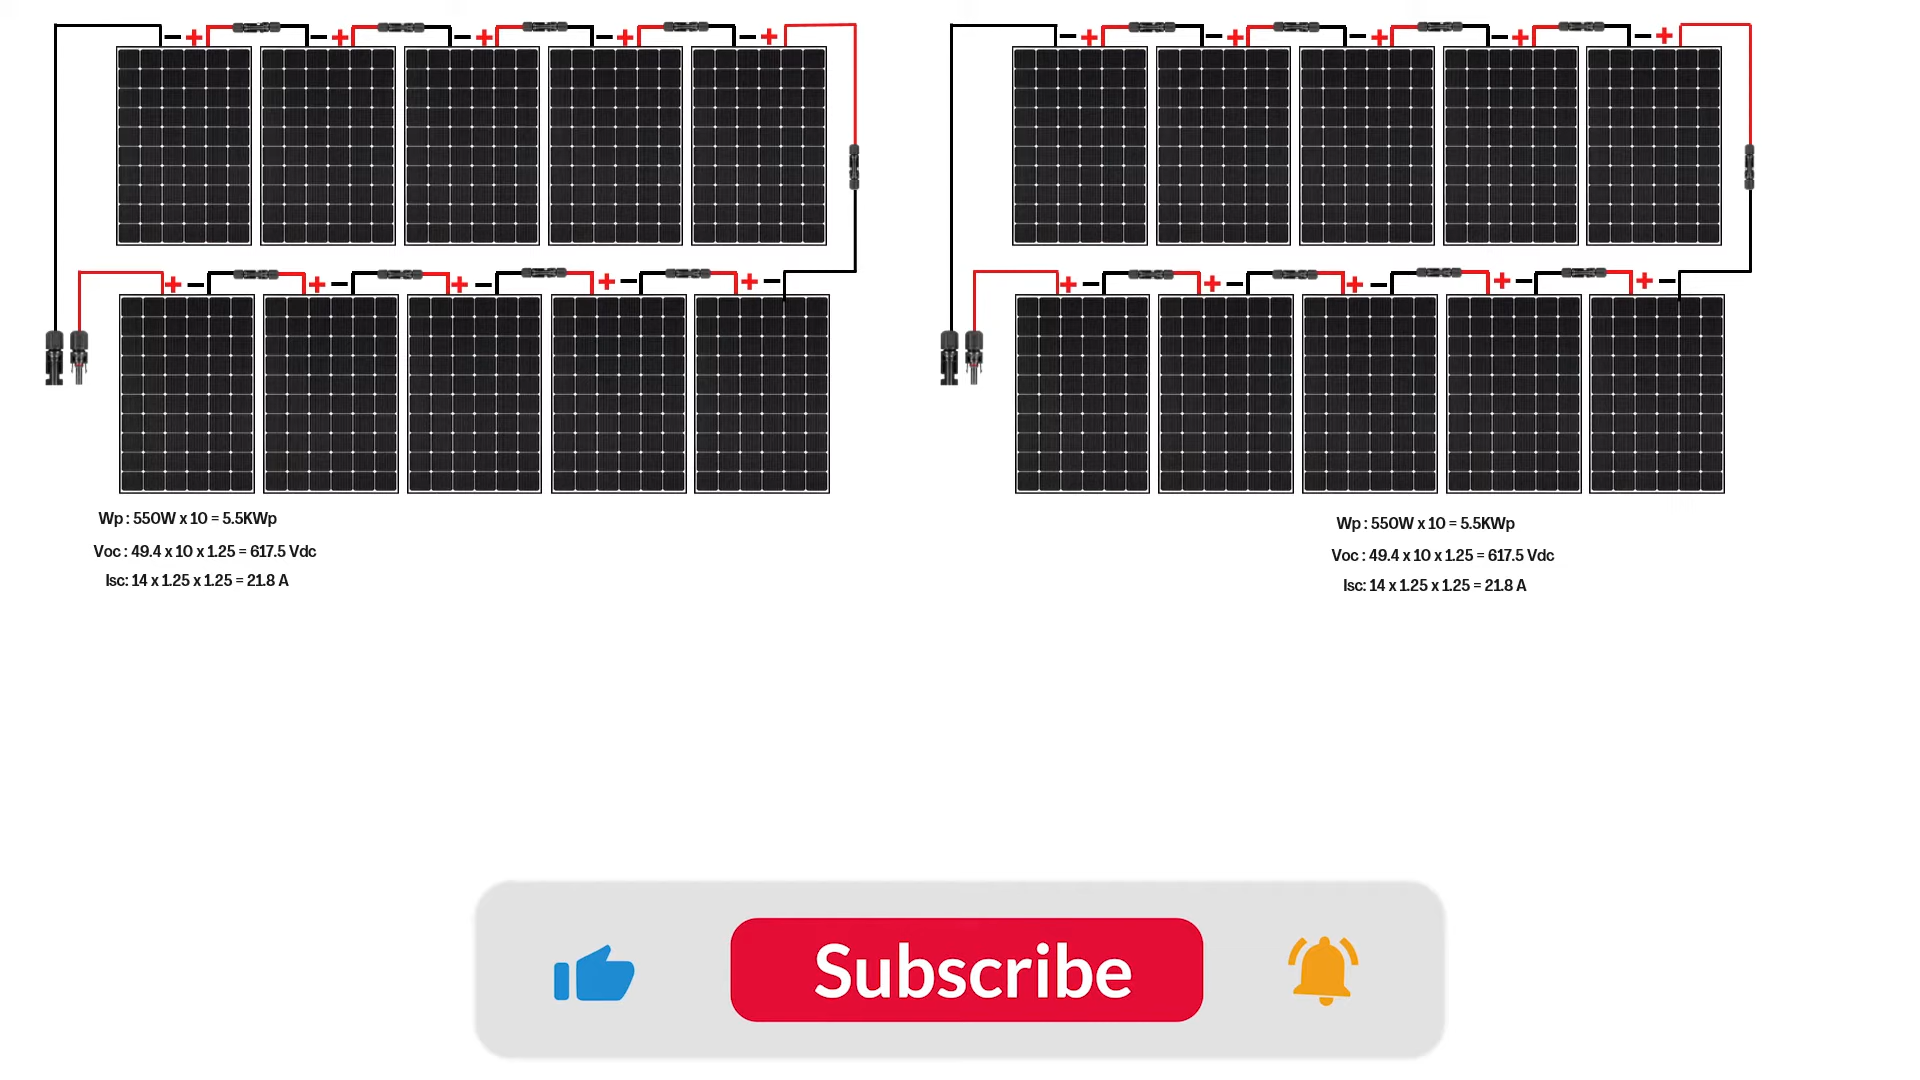 Wp : 550W x 10 = 5.5KWp
Voc : 49.4 x 10 x 1.25 = 617.5 Vdc
Isc: 14 x 1.25 x 1.25 = 21.8 A
Wp : 550W x 10 = 5.5KWp
Voc : 49.4 x 10 x 1.25 = 617.5 Vdc
Isc: 14 x 1.25 x 1.25 = 21.8 A
Subscribe